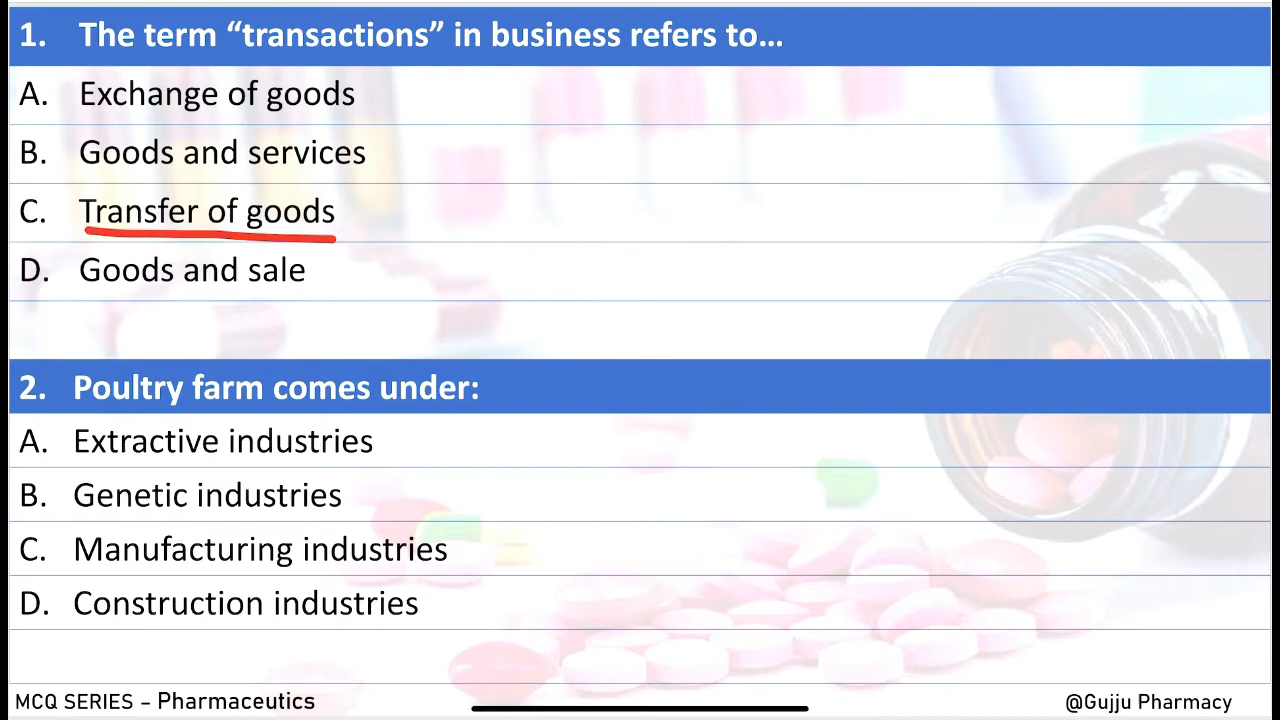 1. The term “transactions” in business refers to…
A. Exchange of goods
B. Goods and services
C. Transfer of goods
D. Goods and sale
2. Poultry farm comes under:
A. Extractive industries
B. Genetic industries
C. Manufacturing industries
D. Construction industries
MCQ SERIES – Pharmaceutics
@Gujju Pharmacy